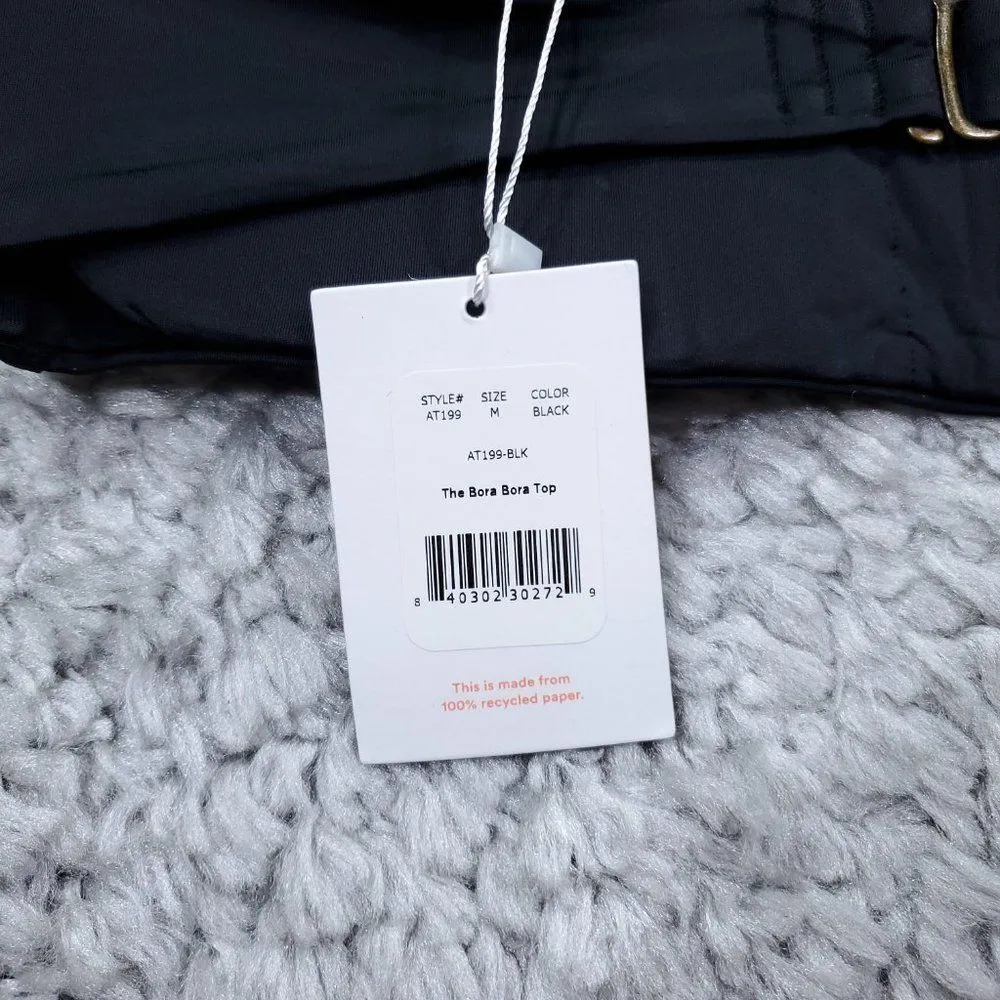 STYLE# SIZE COLOR
AT199 M BLACK
AT199-BLK
The Bora Bora Top
8 40302 30272 9
This is made from
100% recycled paper.